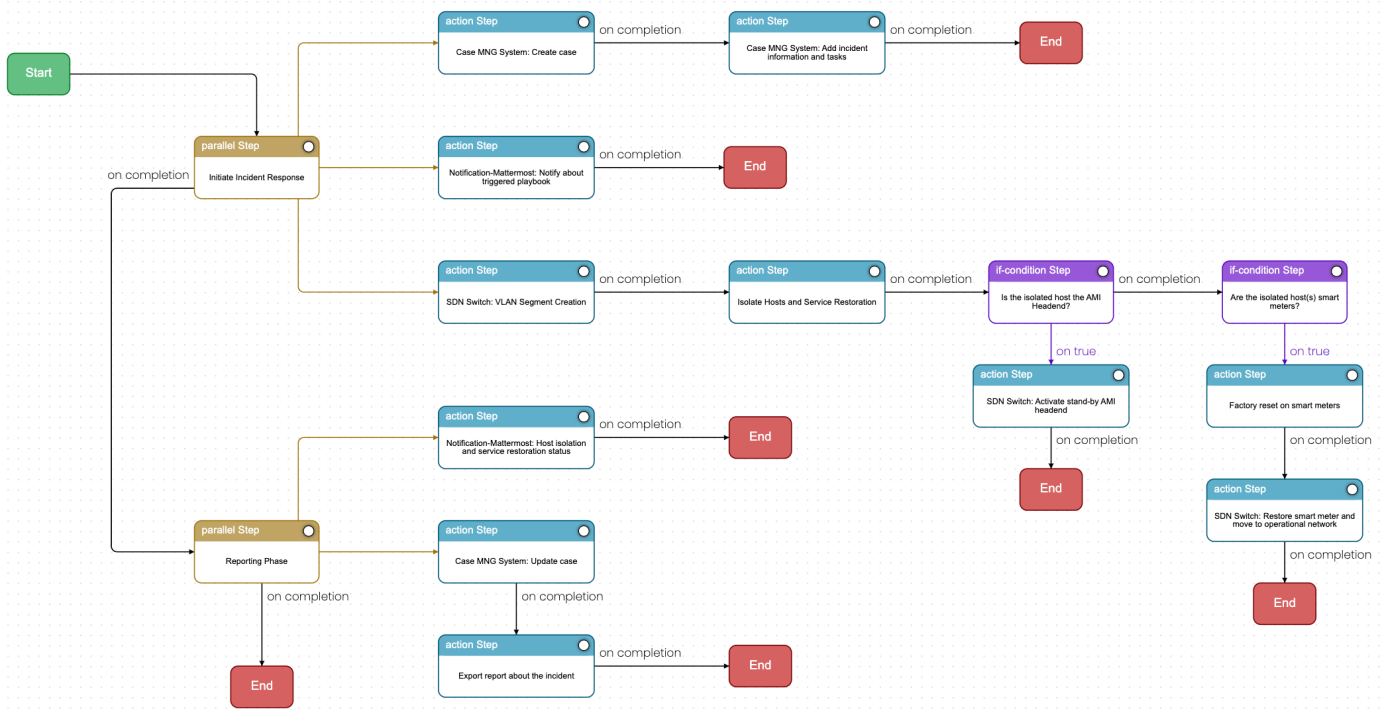 action Step
on completion
action Step
on completion
End
Case MNG System: Create case
Case MNG System: Add incident
information and tasks
Start
parallel Step
Initiate Incident Response
on completion
action Step
on completion
End
Notification-Mattermost: Notify about
triggered playbook
action Step
on completion
action Step
on completion
if-condition Step
on completion
if-condition Step
SDN Switch: VLAN Segment Creation
Isolate Hosts and Service Restoration
Is the isolated host the AMI
Headend?
Are the isolated host(s) smart
meters?
on true
on true
action Step
action Step
SDN Switch: Activate stand-by AMI
headend
Factory reset on smart meters
on completion
on completion
End
action Step
SDN Switch: Restore smart meter and
move to operational network
on completion
End
action Step
on completion
End
Notification-Mattermost: Host isolation
and service restoration status
parallel Step
Reporting Phase
action Step
Case MNG System: Update case
on completion
on completion
End
action Step
on completion
End
Export report about the incident